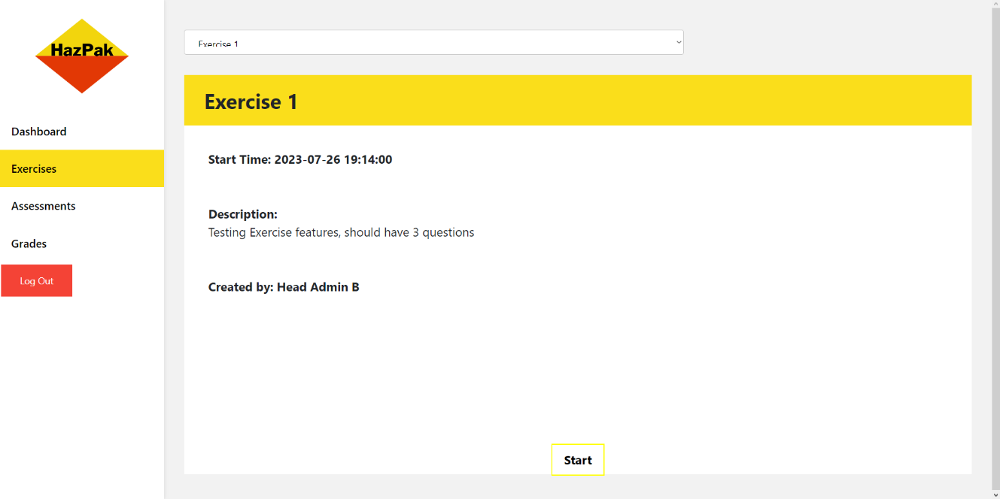 HazPak
Dashboard
Exercises
Assessments
Grades
Log Out
Exercise 1
Exercise 1
Start Time: 2023-07-26 19:14:00
Description:
Testing Exercise features, should have 3 questions
Created by: Head Admin B
Start